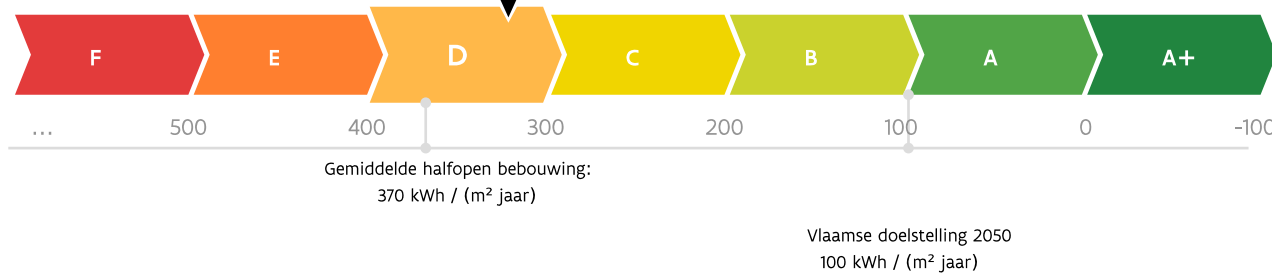 F E D C B A A+
... 500 400 300 200 100 0 -100
Gemiddelde halfopen bebouwing:
370 kWh / (m² jaar)
Vlaamse doelstelling 2050
100 kWh / (m² jaar)